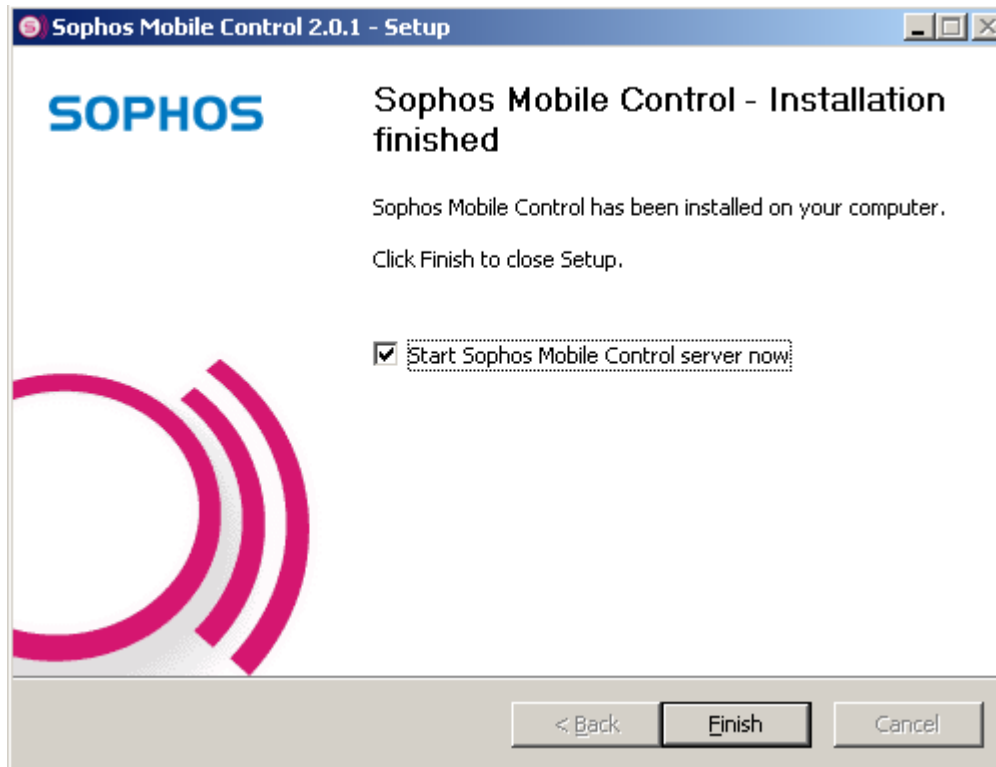 Sophos Mobile Control 2.0.1 - Setup
SOPHOS
Sophos Mobile Control - Installation
finished
Sophos Mobile Control has been installed on your computer.
Click Finish to close Setup.
Start Sophos Mobile Control server now
< Back Finish Cancel